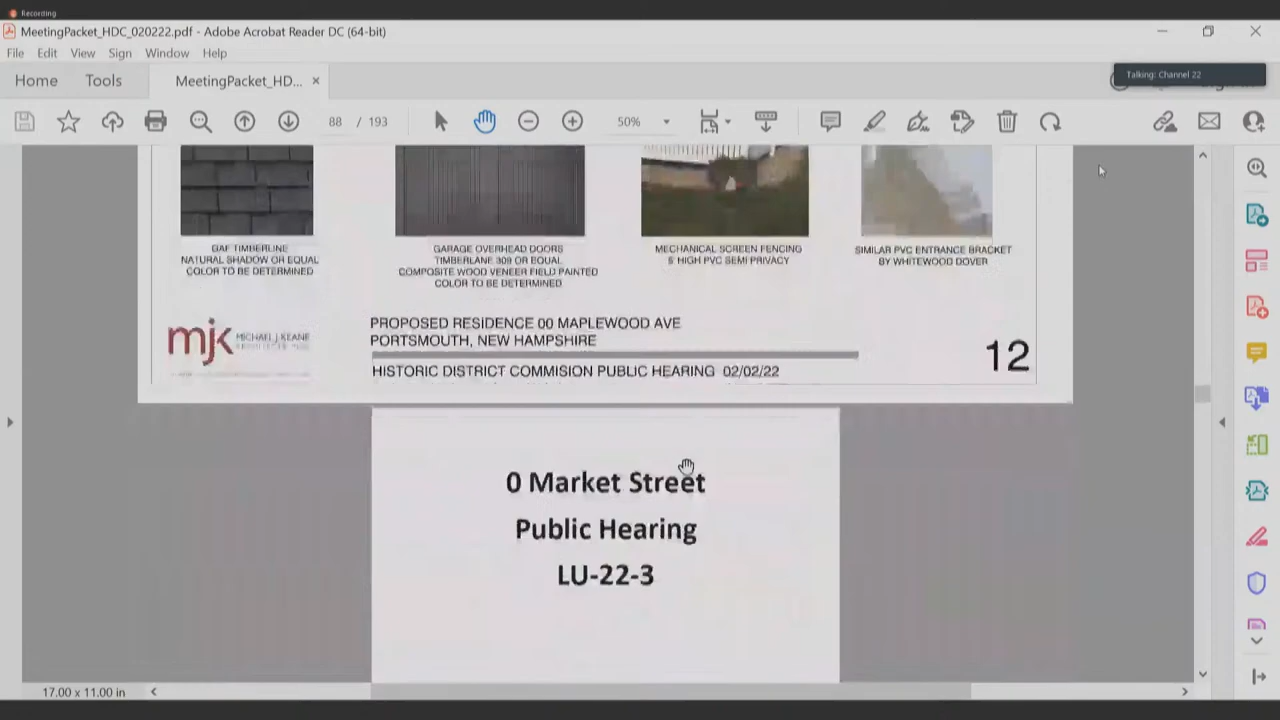 Recording
MeetingPacket_HDC_020222.pdf - Adobe Acrobat Reader DC (64-bit)
File Edit View Sign Window Help
Home Tools MeetingPacket_HD... ×
Talking: Channel 22
88 / 193 50%
GAF TIMBERLINE
NATURAL SHADOW OR EQUAL
COLOR TO BE DETERMINED
GARAGE OVERHEAD DOORS
TIMBERLANE 309 OR EQUAL
COMPOSITE WOOD VENEER FIELD PAINTED
COLOR TO BE DETERMINED
MECHANICAL SCREEN FENCING
HIGH PVC SEMI PRIVACY
SIMILAR PVC ENTRANCE BRACKET
BY WHITEWOOD DOVER
mjk MICHAEL J KEANE
PROPOSED RESIDENCE 00 MAPLEWOOD AVE
PORTSMOUTH, NEW HAMPSHIRE
HISTORIC DISTRICT COMMISION PUBLIC HEARING 02/02/22
12
0 Market Street
Public Hearing
LU-22-3
17.00 x 11.00 in